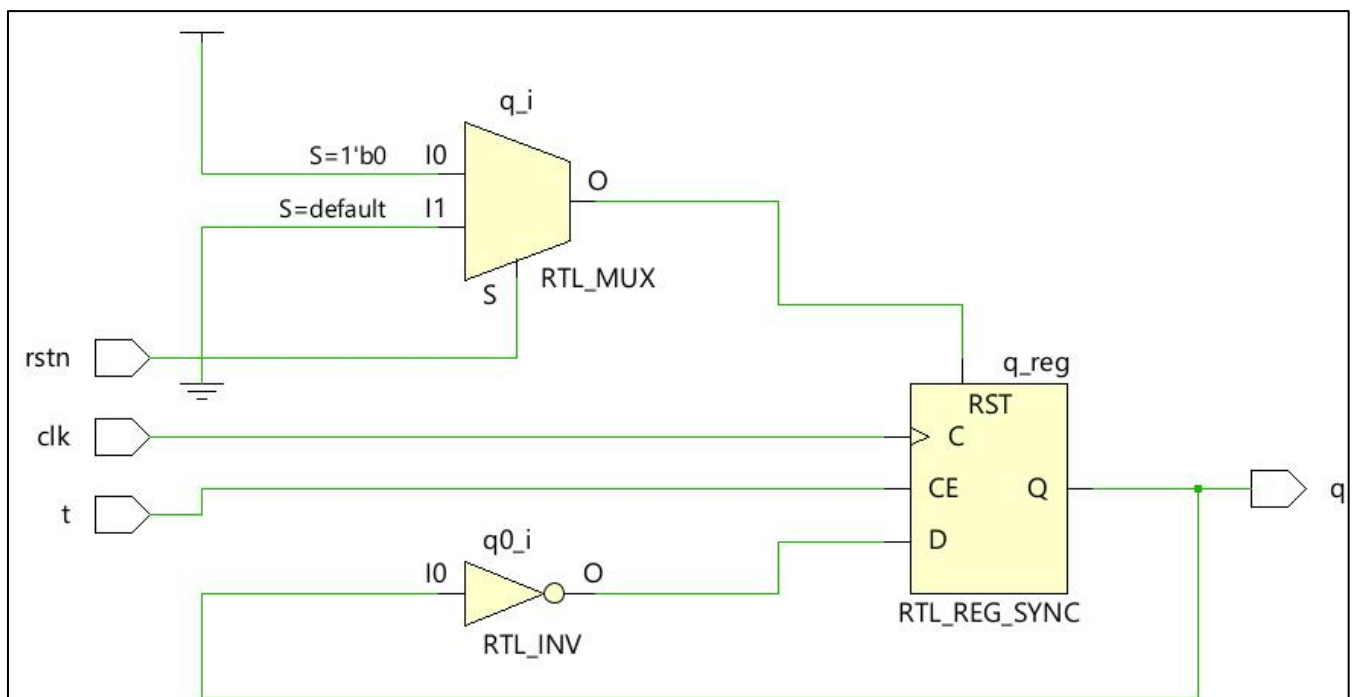 q_i
S=1'b0 I0
O
S=default I1
RTL_MUX
S
rstn
q_reg
RST
clk
C
CE Q
q
t
D
q0_i
I0 O
RTL_REG_SYNC
RTL_INV